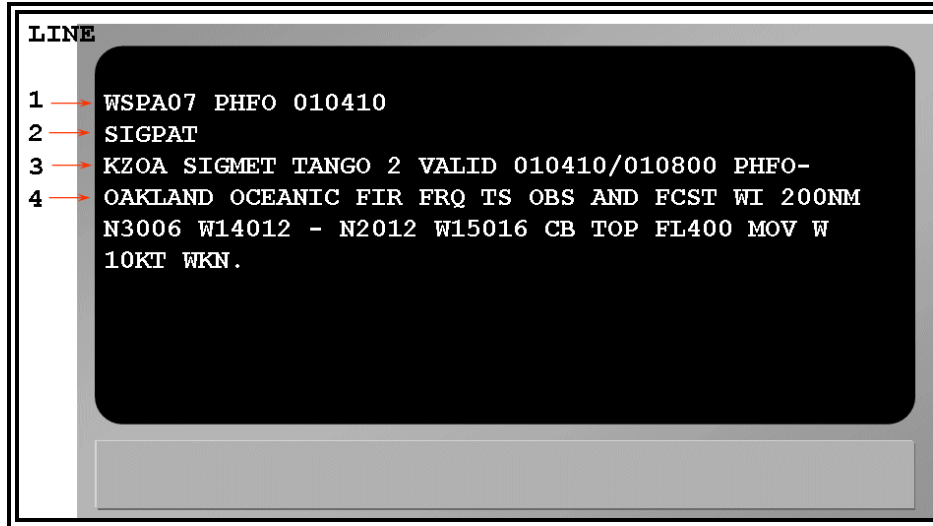 LINE
1 WSPA07 PHFO 010410
2 SIGPAT
3 KZOA SIGMET TANGO 2 VALID 010410/010800 PHFO-
4 OAKLAND OCEANIC FIR FRQ TS OBS AND FCST WI 200NM
N3006 W14012 - N2012 W15016 CB TOP FL400 MOV W
10KT WKN.